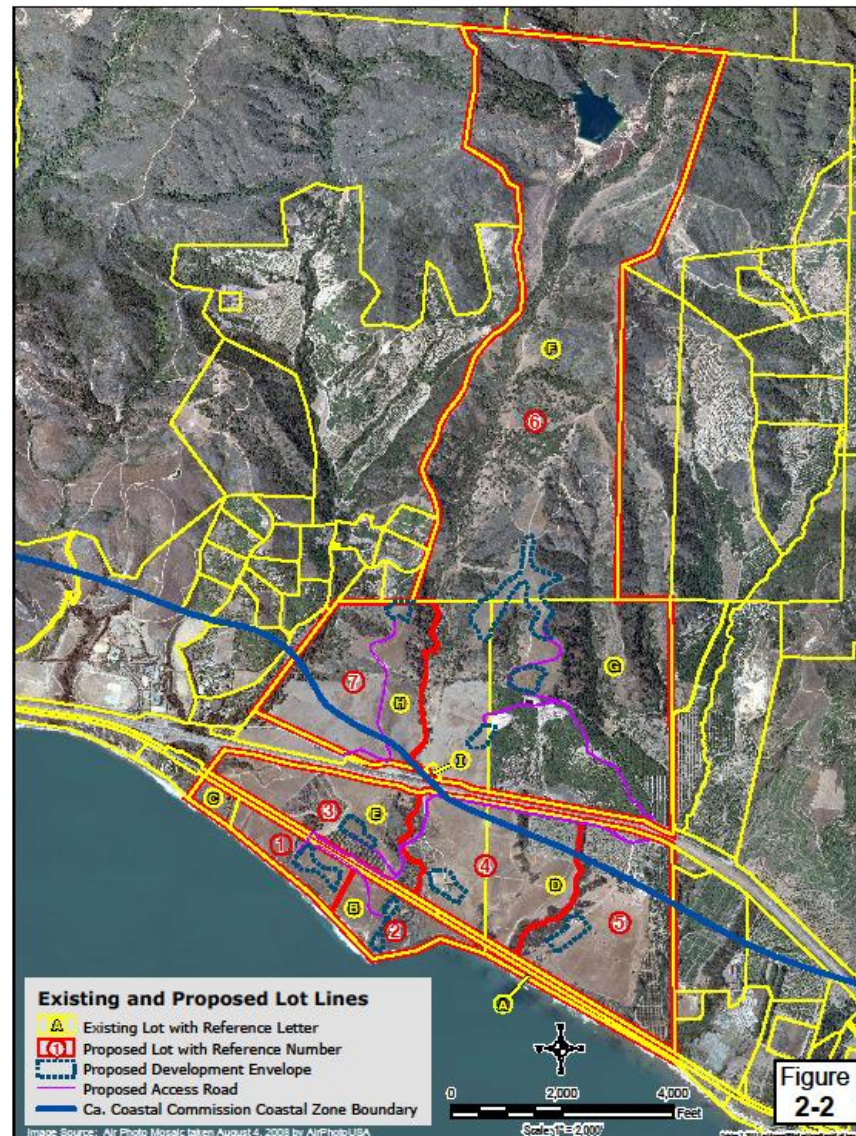 F
6
G
7
H
I
C
3
E
1
4
D
B
2
5
A
Existing and Proposed Lot Lines
A Existing Lot with Reference Letter
1 Proposed Lot with Reference Number
Proposed Development Envelope
Proposed Access Road
Ca. Coastal Commission Coastal Zone Boundary
0 2,000 4,000
Feet
Scale: 1" = 2,000'
Figure
2-2
Image Source: Air Photo Mosaic taken August 4, 2008 by AirPhotoUSA